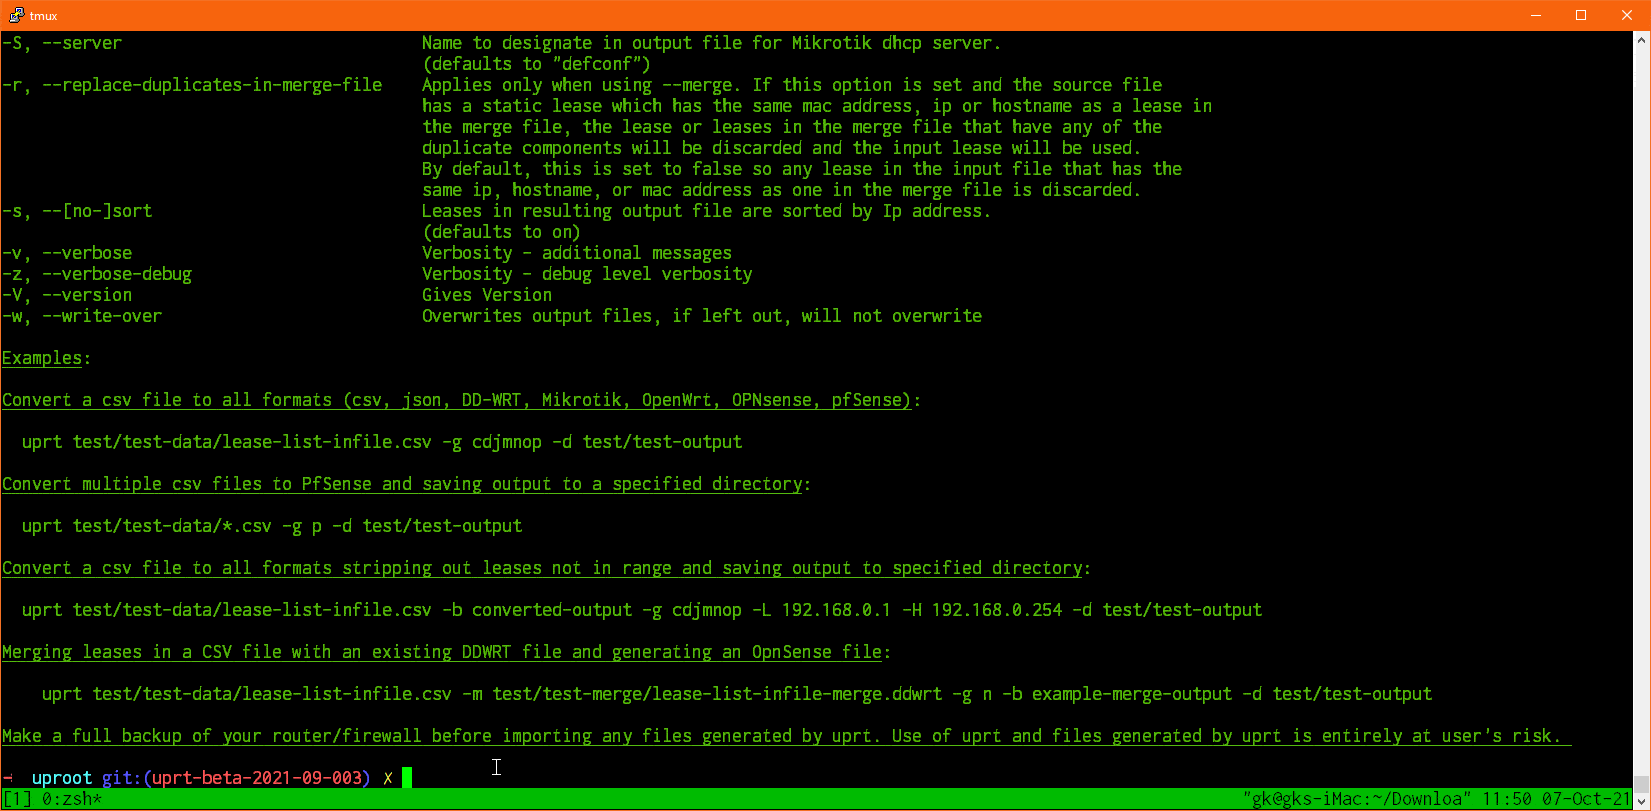 tmux
-S, --server Name to designate in output file for Mikrotik dhcp server.
(defaults to "defconf")
-r, --replace-duplicates-in-merge-file Applies only when using --merge. If this option is set and the source file
has a static lease which has the same mac address, ip or hostname as a lease in
the merge file, the lease or leases in the merge file that have any of the
duplicate components will be discarded and the input lease will be used.
By default, this is set to false so any lease in the input file that has the
same ip, hostname, or mac address as one in the merge file is discarded.
-s, --[no-]sort Leases in resulting output file are sorted by Ip address.
(defaults to on)
-v, --verbose Verbosity - additional messages
-z, --verbose-debug Verbosity - debug level verbosity
-V, --version Gives Version
-w, --write-over Overwrites output files, if left out, will not overwrite
Examples:
Convert a csv file to all formats (csv, json, DD-WRT, Mikrotik, OpenWrt, OPNsense, pfSense):
uprt test/test-data/lease-list-infile.csv -g cdjmnop -d test/test-output
Convert multiple csv files to PfSense and saving output to a specified directory:
uprt test/test-data/*.csv -g p -d test/test-output
Convert a csv file to all formats stripping out leases not in range and saving output to specified directory:
uprt test/test-data/lease-list-infile.csv -b converted-output -g cdjmnop -L 192.168.0.1 -H 192.168.0.254 -d test/test-output
Merging leases in a CSV file with an existing DDWRT file and generating an OpnSense file:
uprt test/test-data/lease-list-infile.csv -m test/test-merge/lease-list-infile-merge.ddwrt -g n -b example-merge-output -d test/test-output
Make a full backup of your router/firewall before importing any files generated by uprt. Use of uprt and files generated by uprt is entirely at user's risk.
→ uproot git:(uprt-beta-2021-09-003) ✗
[1] 0:zsh* "gk@gks-iMac:~/Downloa" 11:50 07-Oct-21